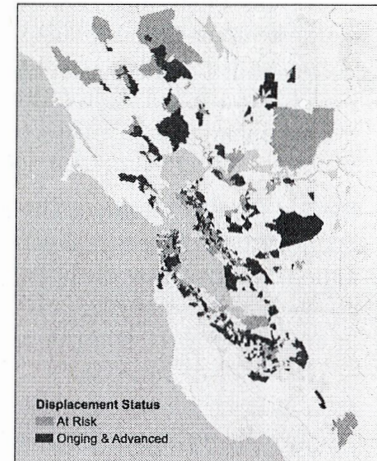 Displacement Status
At Risk
Onging & Advanced